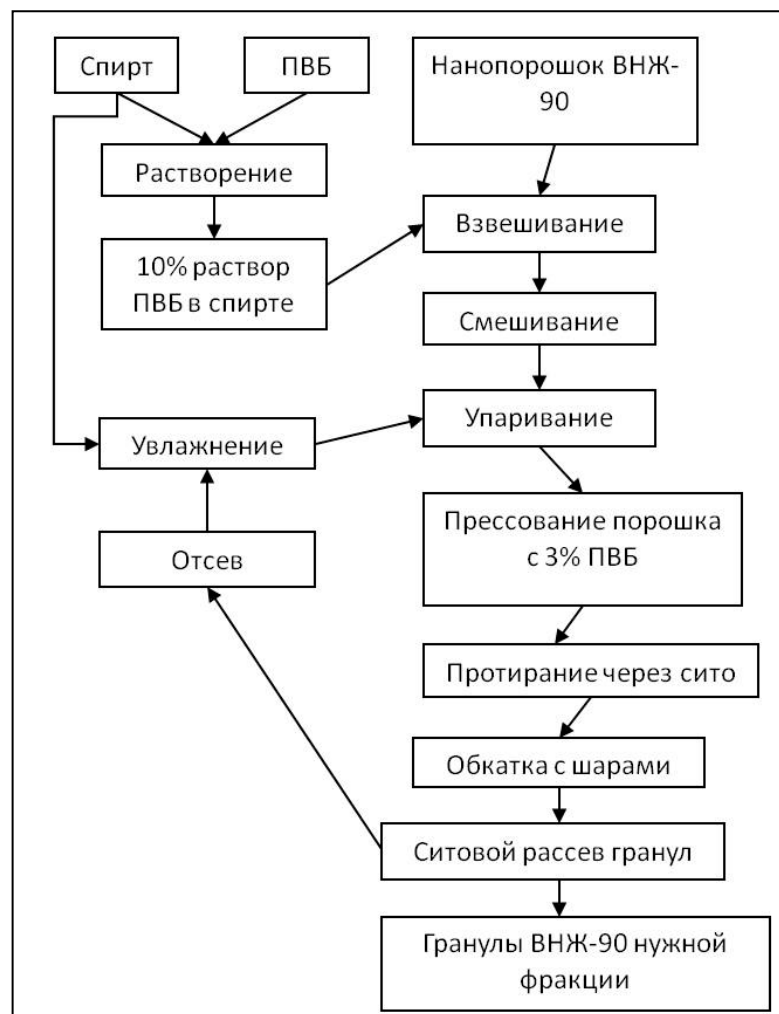 Спирт
ПВБ
Нанопорошок ВНЖ-
90
Растворение
10% раствор
ПВБ в спирте
Взвешивание
Смешивание
Увлажнение
Упаривание
Прессование порошка
с 3% ПВБ
Отсев
Протирание через сито
Обкатка с шарами
Ситовой рассев гранул
Гранулы ВНЖ-90 нужной
фракции